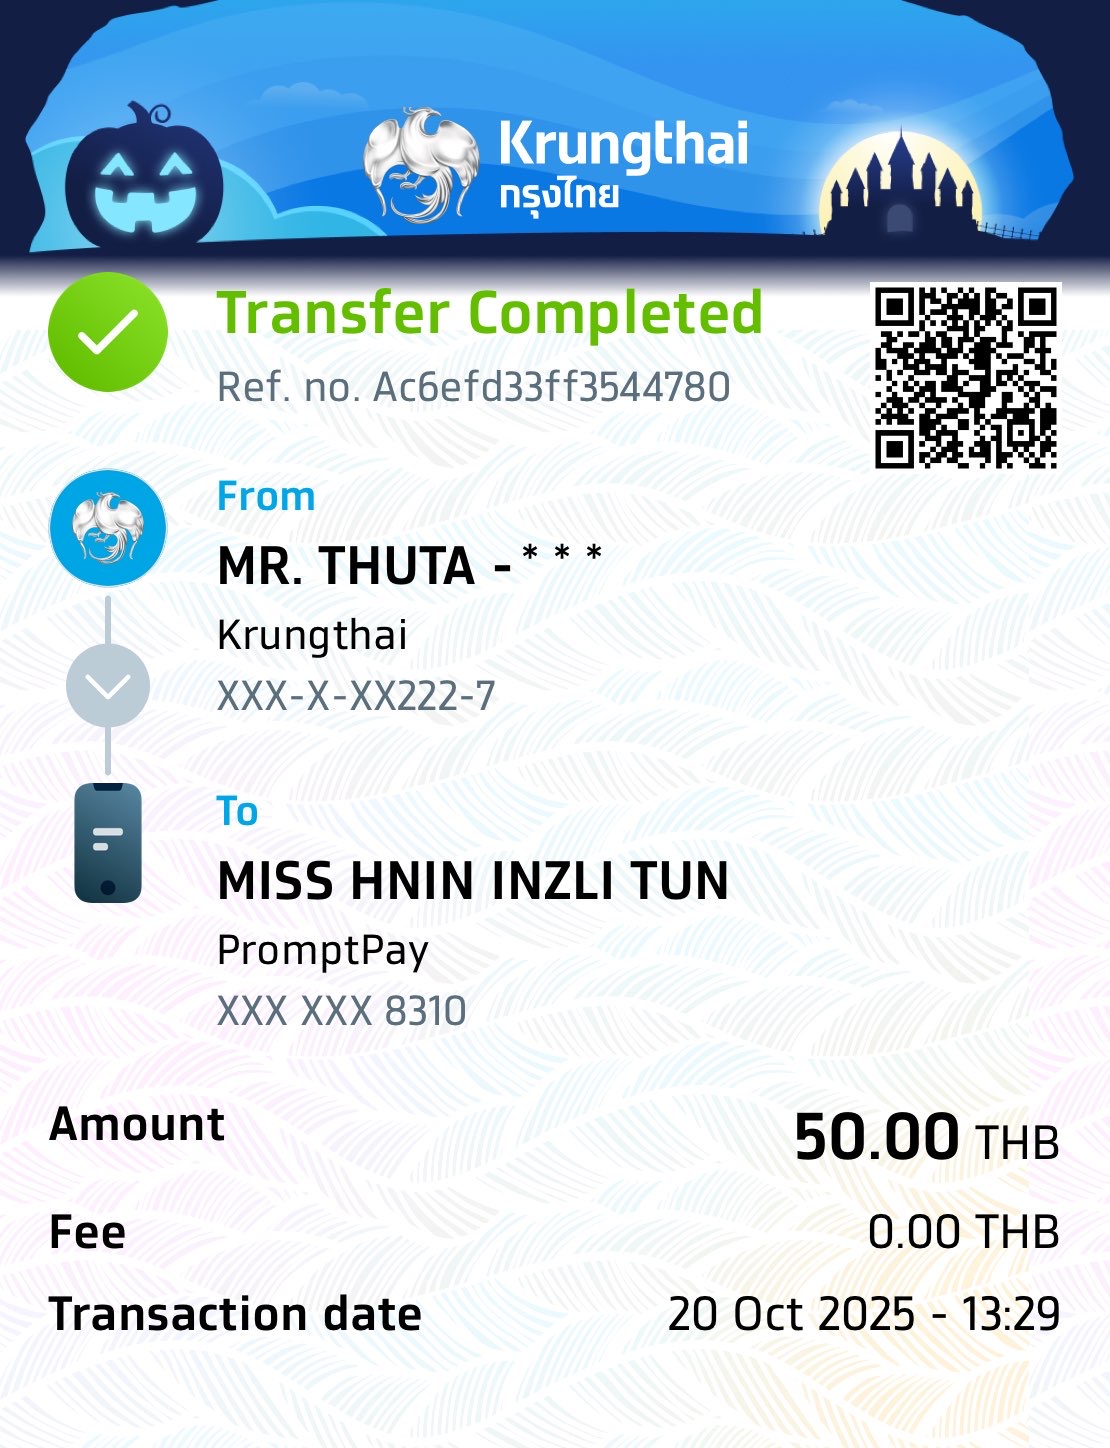 Krungthai
กรุงไทย
Transfer Completed
Ref. no. Ac6efd33ff3544780
From
MR. THUTA - * * *
Krungthai
XXX-X-XX222-7
To
MISS HNIN INZLI TUN
PromptPay
XXX XXX 8310
Amount 50.00 THB
Fee 0.00 THB
Transaction date 20 Oct 2025 - 13:29